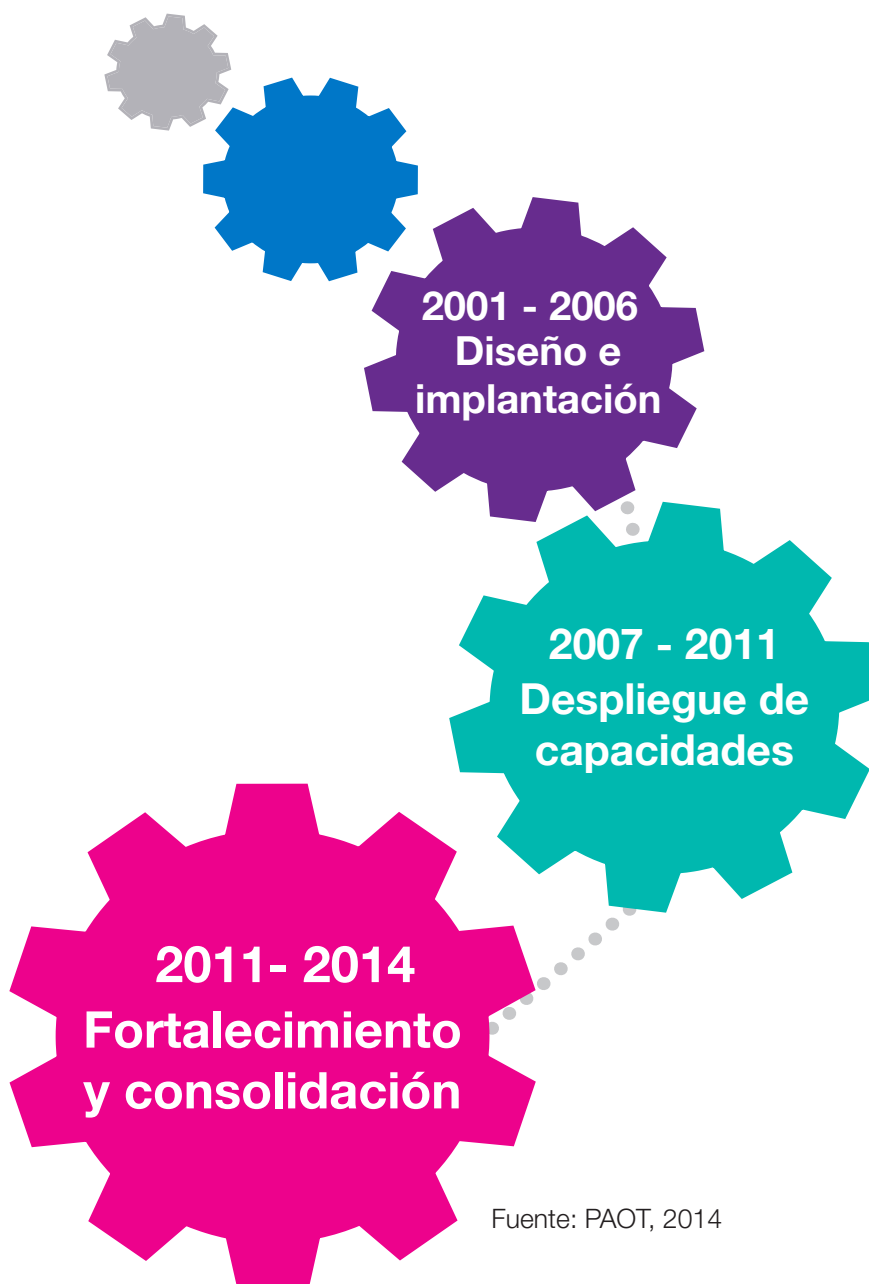 2001 - 2006
Diseño e
implantación
2007 - 2011
Despliegue de
capacidades
2011- 2014
Fortalecimiento
y consolidación
Fuente: PAOT, 2014